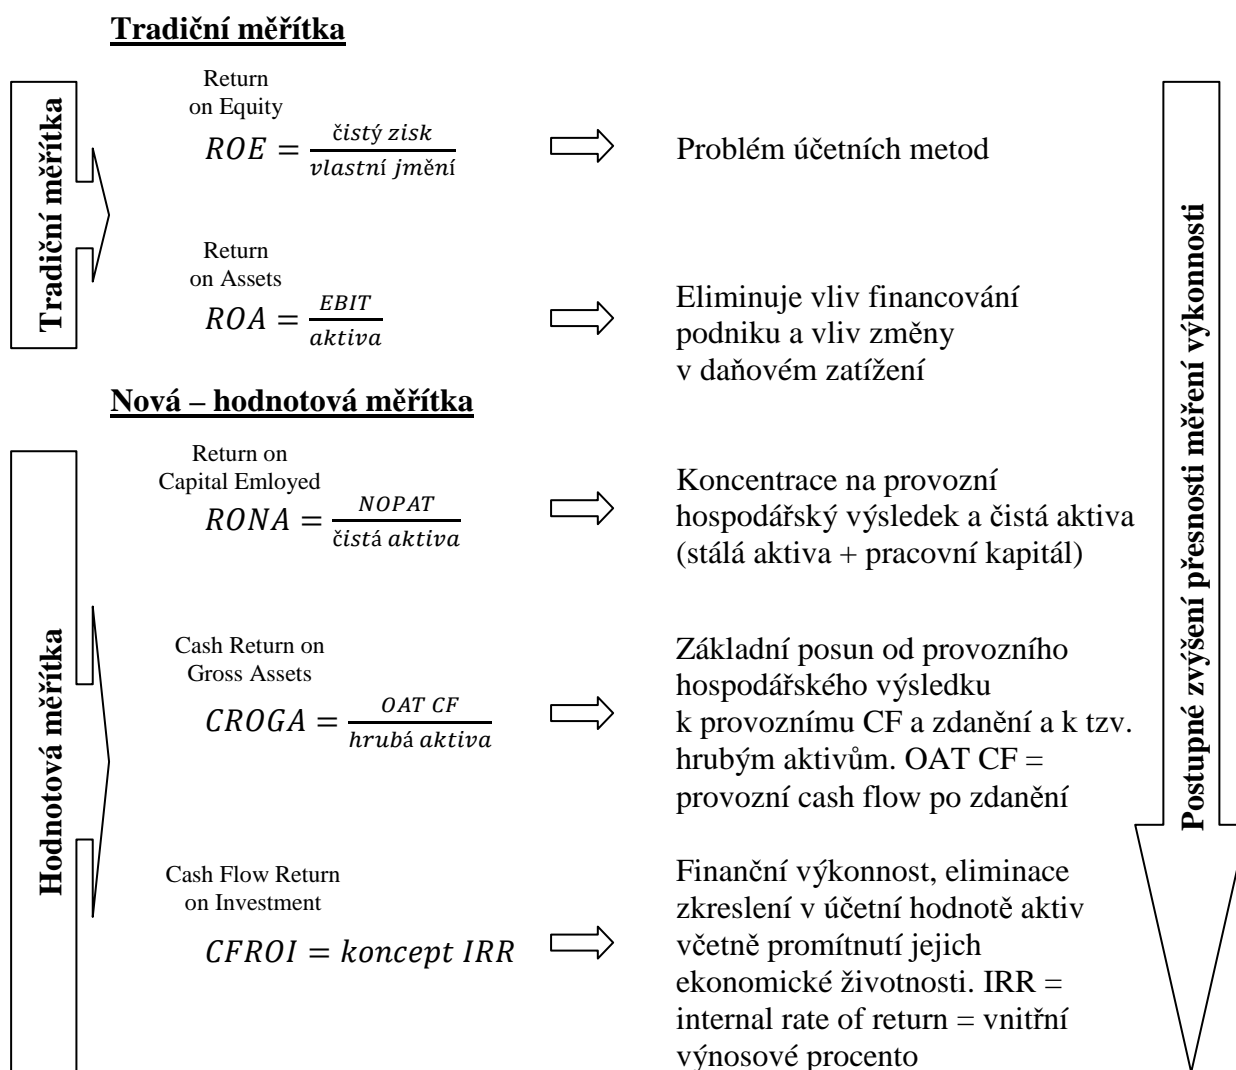 Tradiční měřítka
Tradiční měřítka
Return
on Equity
ROE = čistý zisk / vlastní jmění
Problém účetních metod
Return
on Assets
ROA = EBIT / aktiva
Eliminuje vliv financování
podniku a vliv změny
v daňovém zatížení
Nová – hodnotová měřítka
Hodnotová měřítka
Return on
Capital Emloyed
RONA = NOPAT / čistá aktiva
Koncentrace na provozní
hospodářský výsledek a čistá aktiva
(stálá aktiva + pracovní kapitál)
Cash Return on
Gross Assets
CROGA = OAT CF / hrubá aktiva
Základní posun od provozního
hospodářského výsledku
k provoznímu CF a zdanění a k tzv.
hrubým aktivům. OAT CF =
provozní cash flow po zdanění
Cash Flow Return
on Investment
CFROI = koncept IRR
Finanční výkonnost, eliminace
zkreslení v účetní hodnotě aktiv
včetně promítnutí jejich
ekonomické životnosti. IRR =
internal rate of return = vnitřní
výnosové procento
Postupné zvýšení přesnosti měření výkonnosti